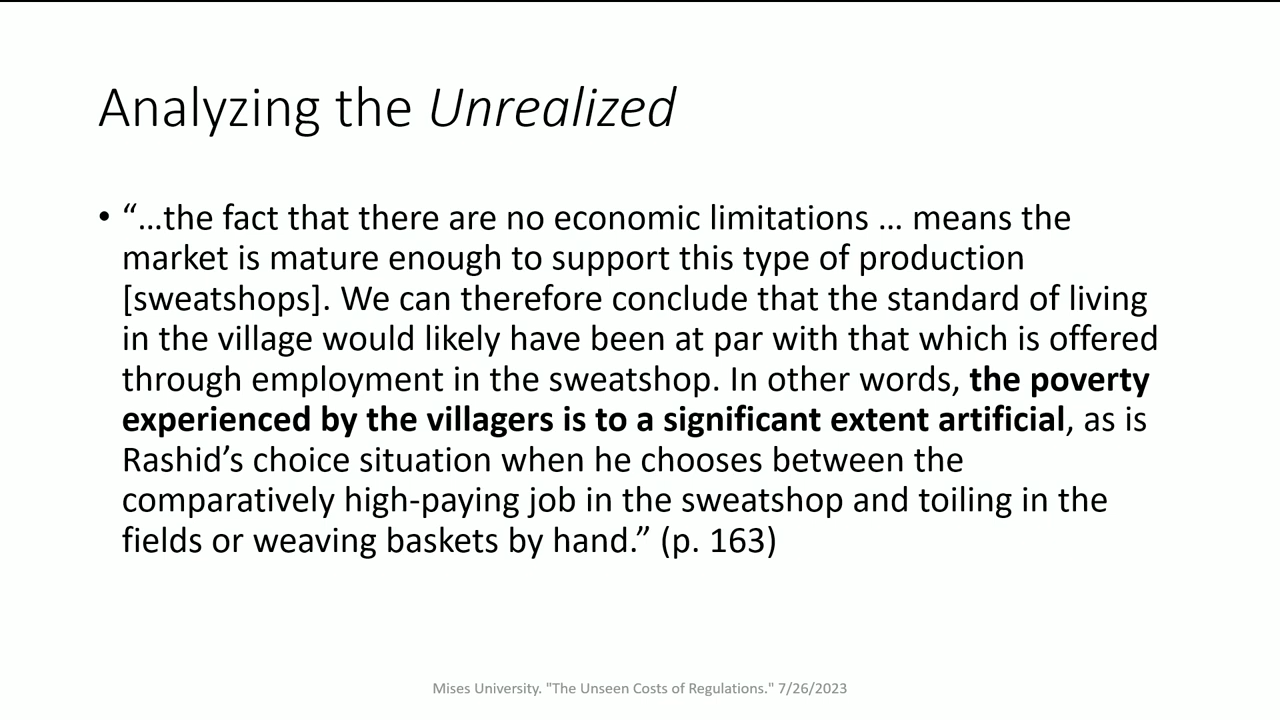 Analyzing the Unrealized
• “…the fact that there are no economic limitations … means the
market is mature enough to support this type of production
[sweatshops]. We can therefore conclude that the standard of living
in the village would likely have been at par with that which is offered
through employment in the sweatshop. In other words, the poverty
experienced by the villagers is to a significant extent artificial, as is
Rashid’s choice situation when he chooses between the
comparatively high-paying job in the sweatshop and toiling in the
fields or weaving baskets by hand.” (p. 163)
Mises University. "The Unseen Costs of Regulations." 7/26/2023